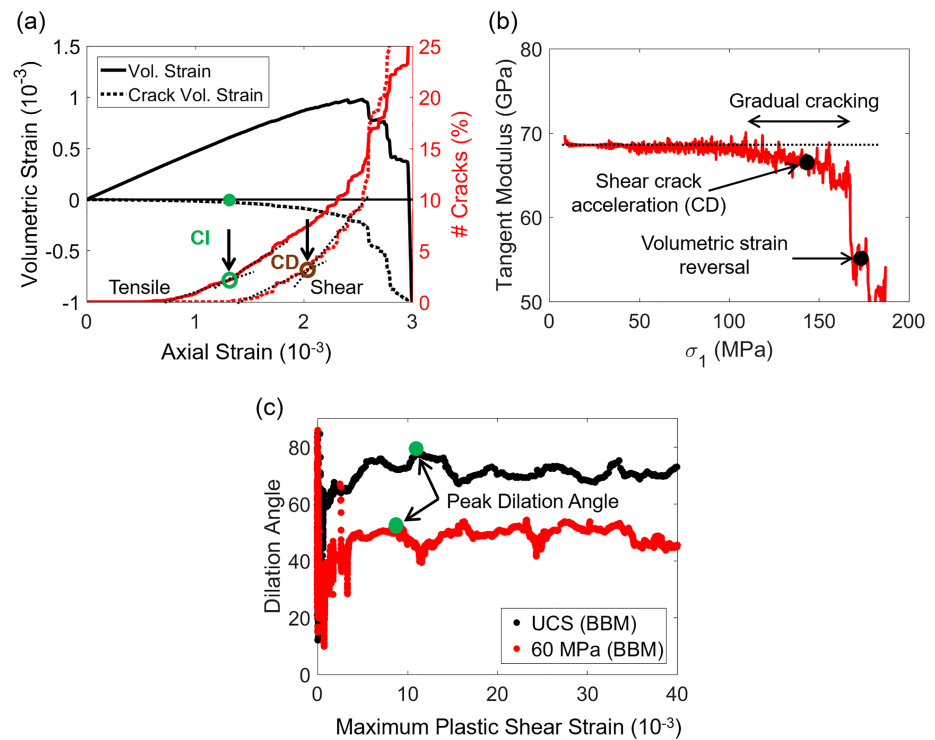 (a)
1.5
1
0.5
0
-0.5
-1
Volumetric Strain (10-3)
Vol. Strain
Crack Vol. Strain
CI
CD
Tensile
Shear
25
20
15
10
5
0
# Cracks (%)
0
1
2
3
Axial Strain (10-3)
(b)
80
70
60
50
Tangent Modulus (GPa)
Gradual cracking
Shear crack
acceleration (CD)
Volumetric strain
reversal
0
50
100
150
200
σ1 (MPa)
(c)
80
60
40
20
0
Dilation Angle
Peak Dilation Angle
UCS (BBM)
60 MPa (BBM)
0
10
20
30
40
Maximum Plastic Shear Strain (10-3)